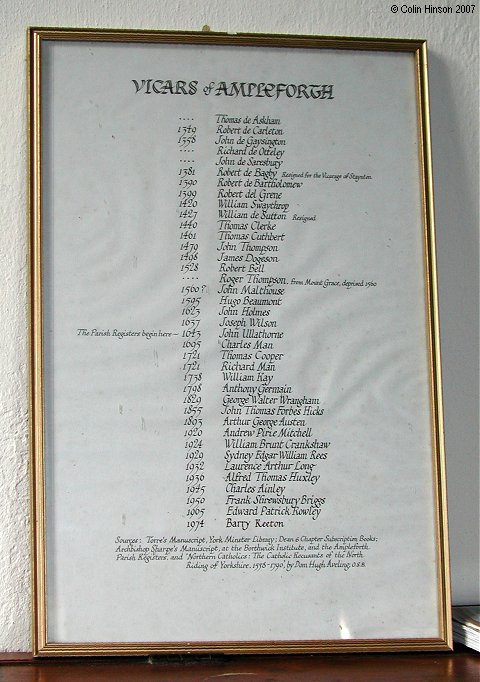 © Colin Hinson 2007
VICARS of AMPLEFORTH
.... Thomas de Askham
1349 Robert de Carleton
1358 John de Gaysington
.... Richard de Otteley
.... John de Saresbury
1381 Robert de Bagby Resigned for the Vicarage of Staynton
1390 Robert de Bartholomew
1399 Robert del Grene
1420 William Swaythrop
1427 William de Button Resigned
1440 Thomas Clerke
1461 Thomas Cuthbert
1479 John Thompson
1498 James Dogeson
1528 Robert Bell
.... Roger Thompson, from Mount Grace, deprived 1560
1560? John Malthouse
1595 Hugo Beaumont
1623 John Holmes
1637 Joseph Wilson
The Parish Registers begin here - 1643 John Ullathorne
1695 Charles Man
1721 Thomas Cooper
1721 Richard Man
1738 William Kay
1798 Anthony Germain
1829 George Walter Wrangham
1855 John Thomas Forbes Hicks
1893 Arthur George Austen
1920 Andrew Pirie Mitchell
1924 William Brunt Crankshaw
1929 Sydney Edgar William Rees
1932 Laurence Arthur Long
1936 Alfred Thomas Huxley
1945 Charles Ainley
1950 Frank Shrewsbury Briggs
1965 Edward Patrick Rowley
1974 Barry Keeton
Sources: Torre's Manuscript, York Minster Library; Dean & Chapter Subscription Books;
Archbishop Sharpe's Manuscript, at the Borthwick Institute, and the Ampleforth
Parish Registers, and 'Northern Catholics: The Catholic Recusants of the North
Riding of Yorkshire, 1558-1790', by Dom Hugh Aveling, O.S.B.